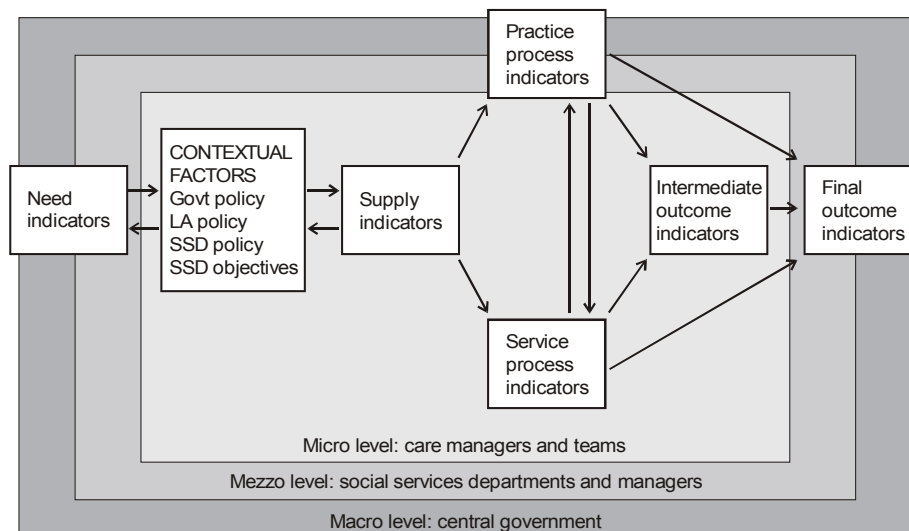 Practice
process
indicators
Need
indicators
CONTEXTUAL
FACTORS
Govt policy
LA policy
SSD policy
SSD objectives
Supply
indicators
Intermediate
outcome
indicators
Final
outcome
indicators
Service
process
indicators
Micro level: care managers and teams
Mezzo level: social services departments and managers
Macro level: central government